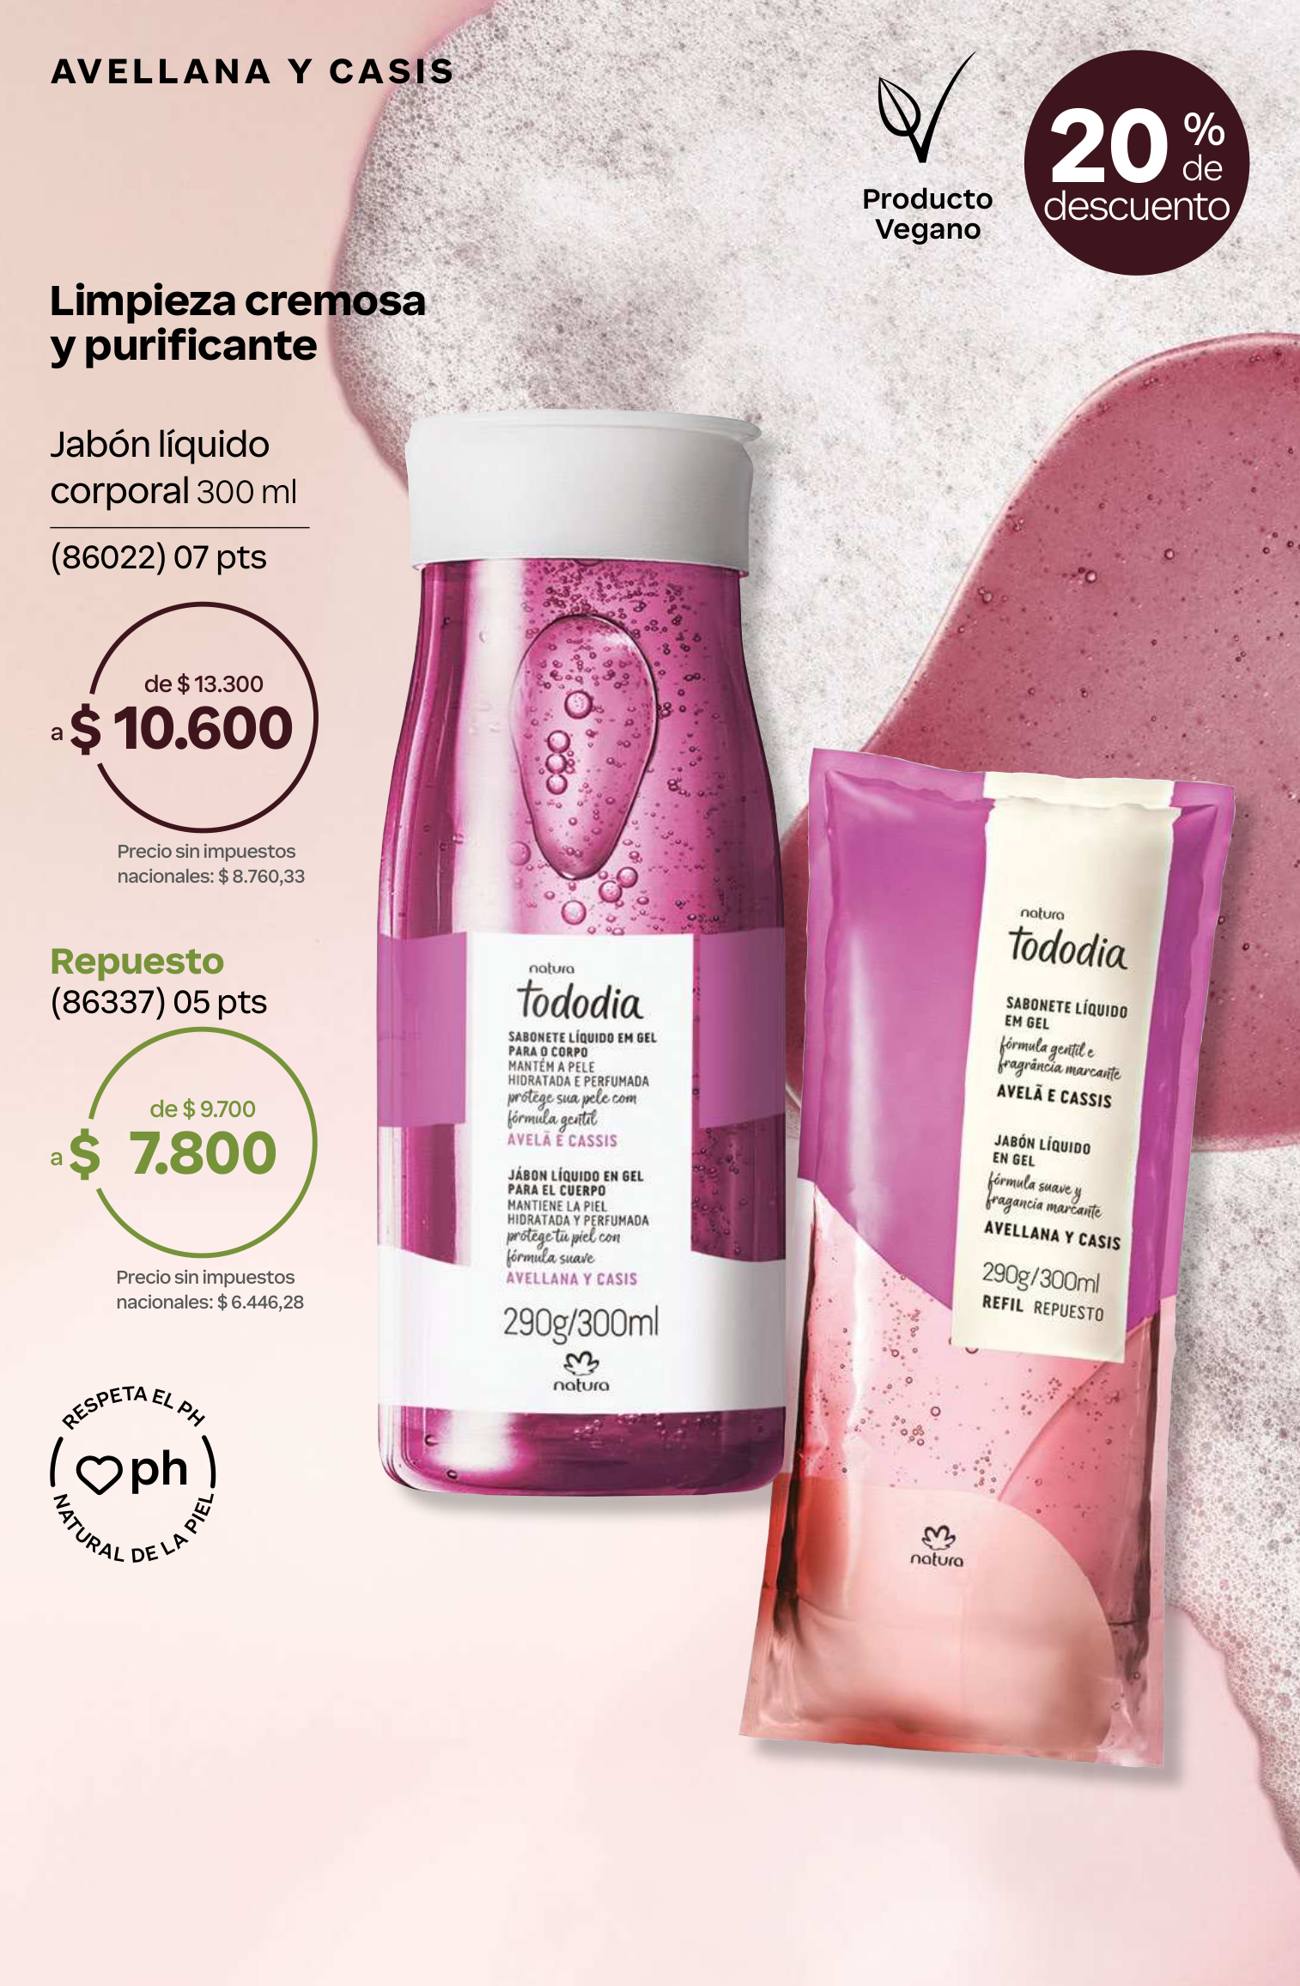 AVELLANA Y CASIS
Producto
Vegano
20 %
de
descuento
Limpieza cremosa
y purificante
Jabón líquido
corporal 300 ml
(86022) 07 pts
de $ 13.300
a $ 10.600
Precio sin impuestos
nacionales: $ 8.760,33
Repuesto
(86337) 05 pts
de $ 9.700
a $ 7.800
Precio sin impuestos
nacionales: $ 6.446,28
RESPETA EL PH
ph
NATURAL DE LA PIEL
natura
tododia
SABONETE LÍQUIDO EM GEL
PARA O CORPO
MANTÉM A PELE
HIDRATADA E PERFUMADA
protege sua pele com
fórmula gentil
AVELÃ E CASSIS
JÁBON LÍQUIDO EN GEL
PARA EL CUERPO
MANTIENE LA PIEL
HIDRATADA Y PERFUMADA
protege tu piel con
fórmula suave
AVELLANA Y CASIS
290g/300ml
natura
natura
tododia
SABONETE LÍQUIDO
EM GEL
fórmula gentil e
fragrância marcante
AVELÃ E CASSIS
JABÓN LÍQUIDO
EN GEL
fórmula suave y
fragancia marcante
AVELLANA Y CASIS
290g/300ml
REFIL REPUESTO
natura